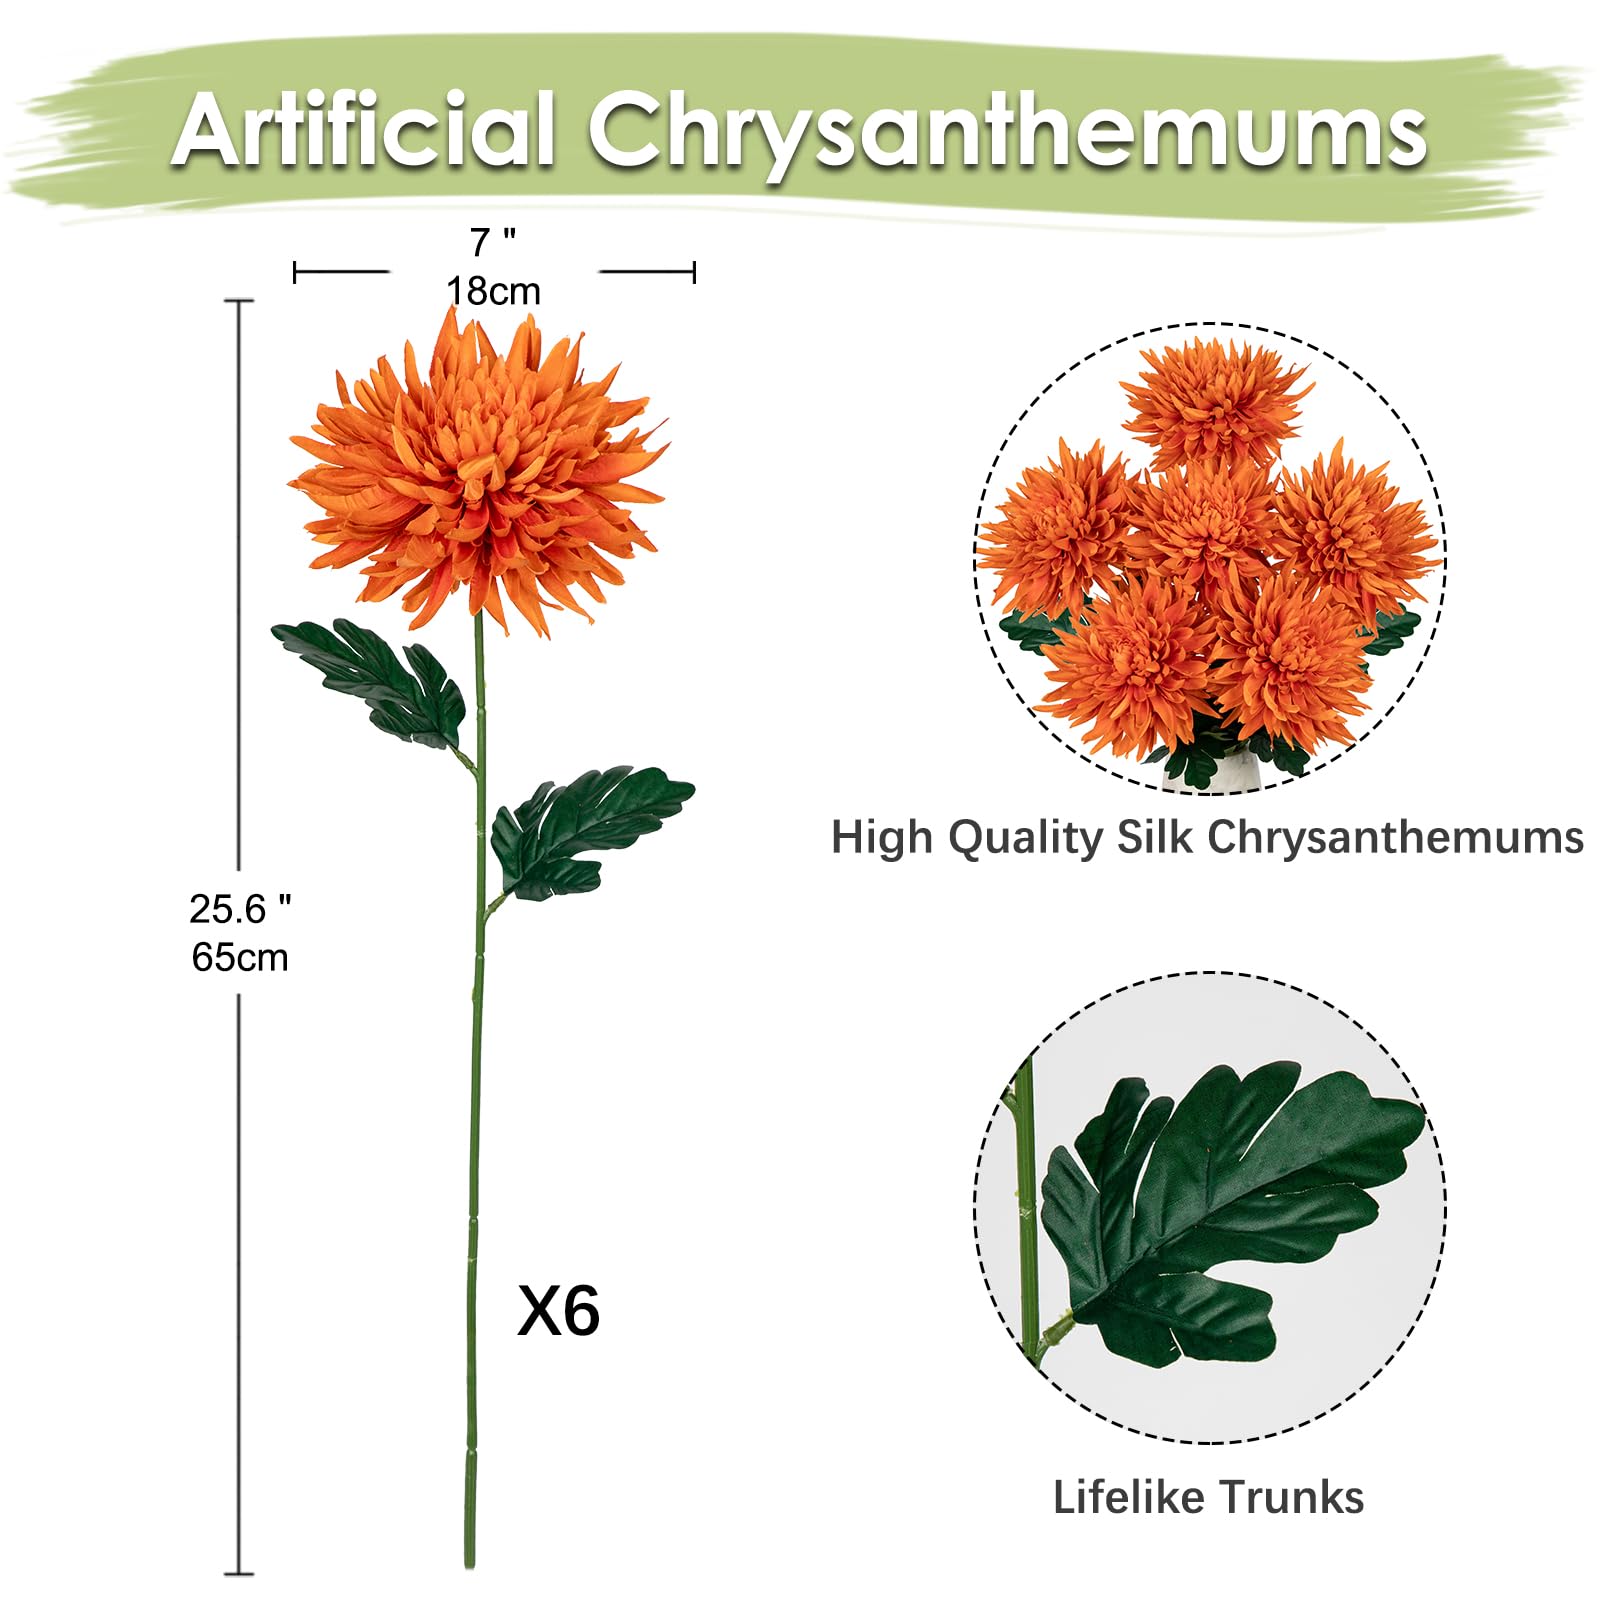 Artificial Chrysanthemums
7 "
18cm
25.6 "
65cm
X6
High Quality Silk Chrysanthemums
Lifelike Trunks